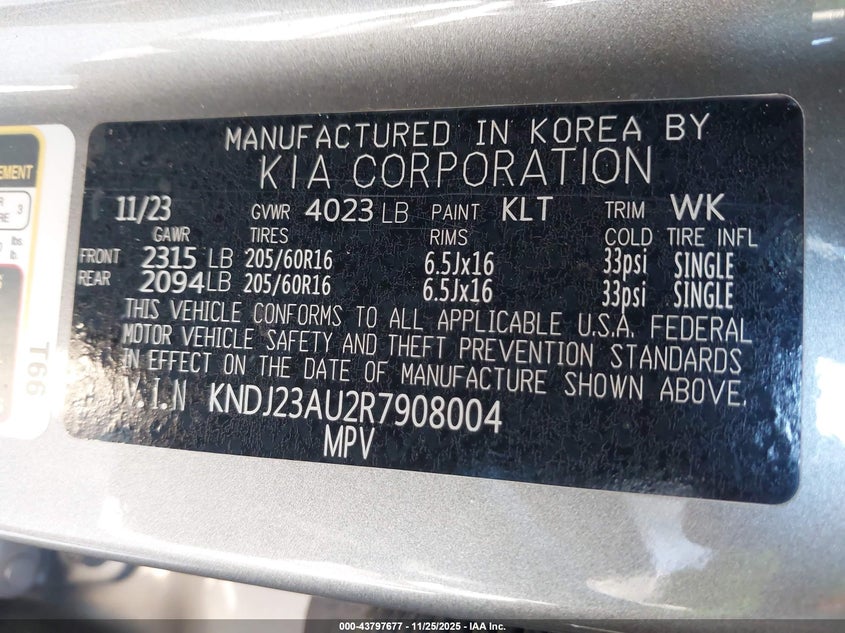 MANUFACTURED IN KOREA BY
KIA CORPORATION
11/23 GVWR 4023 LB PAINT KLT TRIM WK
GAWR TIRES RIMS COLD TIRE INFL
FRONT 2315 LB 205/60R16 6.5Jx16 33psi SINGLE
REAR 2094 LB 205/60R16 6.5Jx16 33psi SINGLE
THIS VEHICLE CONFORMS TO ALL APPLICABLE U.S.A. FEDERAL
MOTOR VEHICLE SAFETY AND THEFT PREVENTION STANDARDS
IN EFFECT ON THE DATE OF MANUFACTURE SHOWN ABOVE.
V.I.N KNDJ23AU2R7908004
MPV
3
lbs
lb.
T66
000-43797677 - 11/25/2025 - IAA Inc.